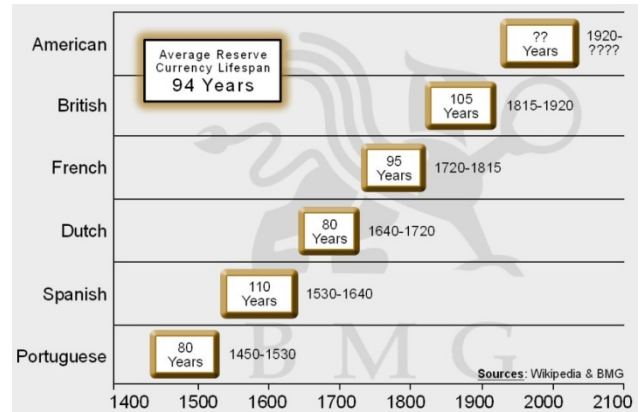 American
Average Reserve
Currency Lifespan
94 Years
??
Years
1920-
????
British
105
Years
1815-1920
French
95
Years
1720-1815
Dutch
80
Years
1640-1720
Spanish
110
Years
1530-1640
Portuguese
80
Years
1450-1530
BMG
Sources: Wikipedia & BMG
1400 1500 1600 1700 1800 1900 2000 2100